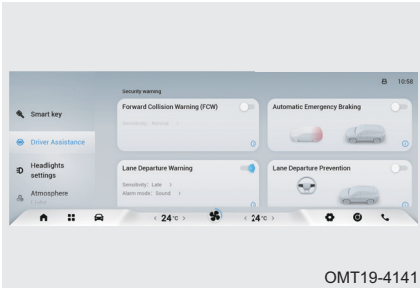 10:58
Security warning
Smart key
Forward Collision Warning (FCW)
Automatic Emergency Braking
Sensitivity: Normal >
Driver Assistance
Headlights
settings
Lane Departure Warning
Lane Departure Prevention
Sensitivity: Late >
Alarm mode: Sound >
Atmosphere
< 24 °C >
< 24 °C >
OMT19-4141